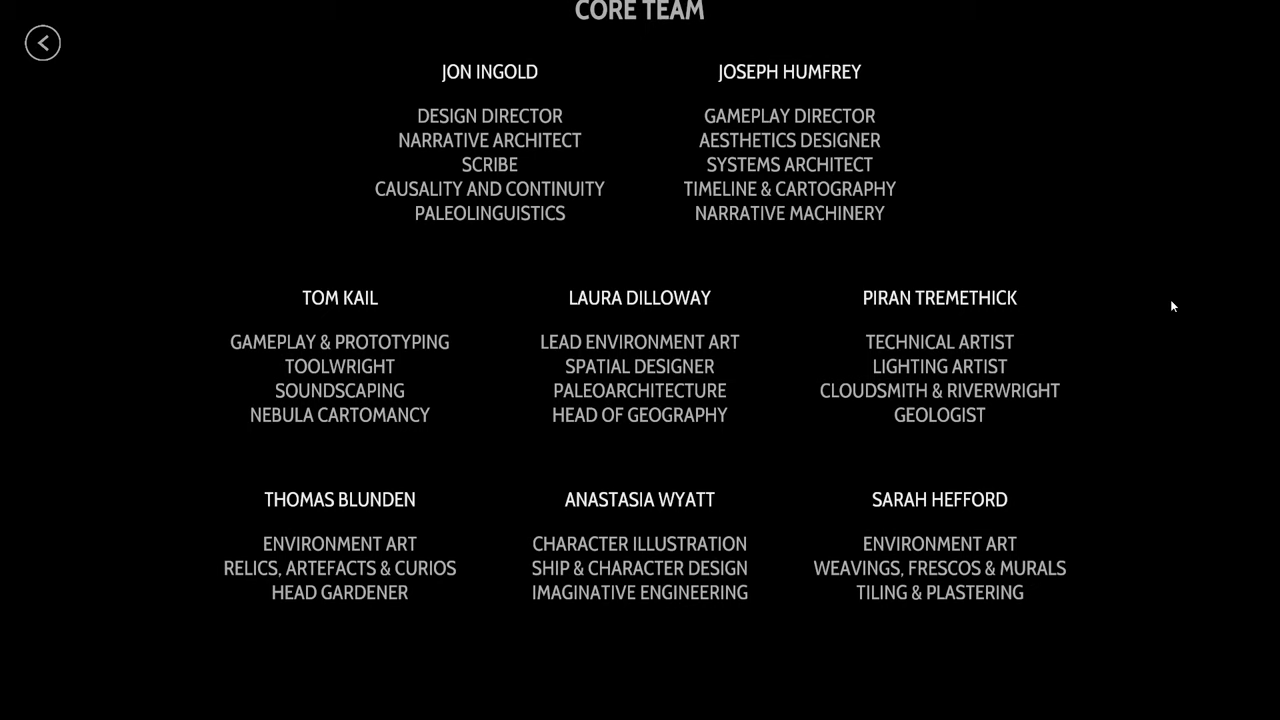 CORE TEAM
JON INGOLD
DESIGN DIRECTOR
NARRATIVE ARCHITECT
SCRIBE
CAUSALITY AND CONTINUITY
PALEOLINGUISTICS
JOSEPH HUMFREY
GAMEPLAY DIRECTOR
AESTHETICS DESIGNER
SYSTEMS ARCHITECT
TIMELINE & CARTOGRAPHY
NARRATIVE MACHINERY
TOM KAIL
GAMEPLAY & PROTOTYPING
TOOLWRIGHT
SOUNDSCAPING
NEBULA CARTOMANCY
LAURA DILLOWAY
LEAD ENVIRONMENT ART
SPATIAL DESIGNER
PALEOARCHITECTURE
HEAD OF GEOGRAPHY
PIRAN TREMETHICK
TECHNICAL ARTIST
LIGHTING ARTIST
CLOUDSMITH & RIVERWRIGHT
GEOLOGIST
THOMAS BLUNDEN
ENVIRONMENT ART
RELICS, ARTEFACTS & CURIOS
HEAD GARDENER
ANASTASIA WYATT
CHARACTER ILLUSTRATION
SHIP & CHARACTER DESIGN
IMAGINATIVE ENGINEERING
SARAH HEFFORD
ENVIRONMENT ART
WEAVINGS, FRESCOS & MURALS
TILING & PLASTERING